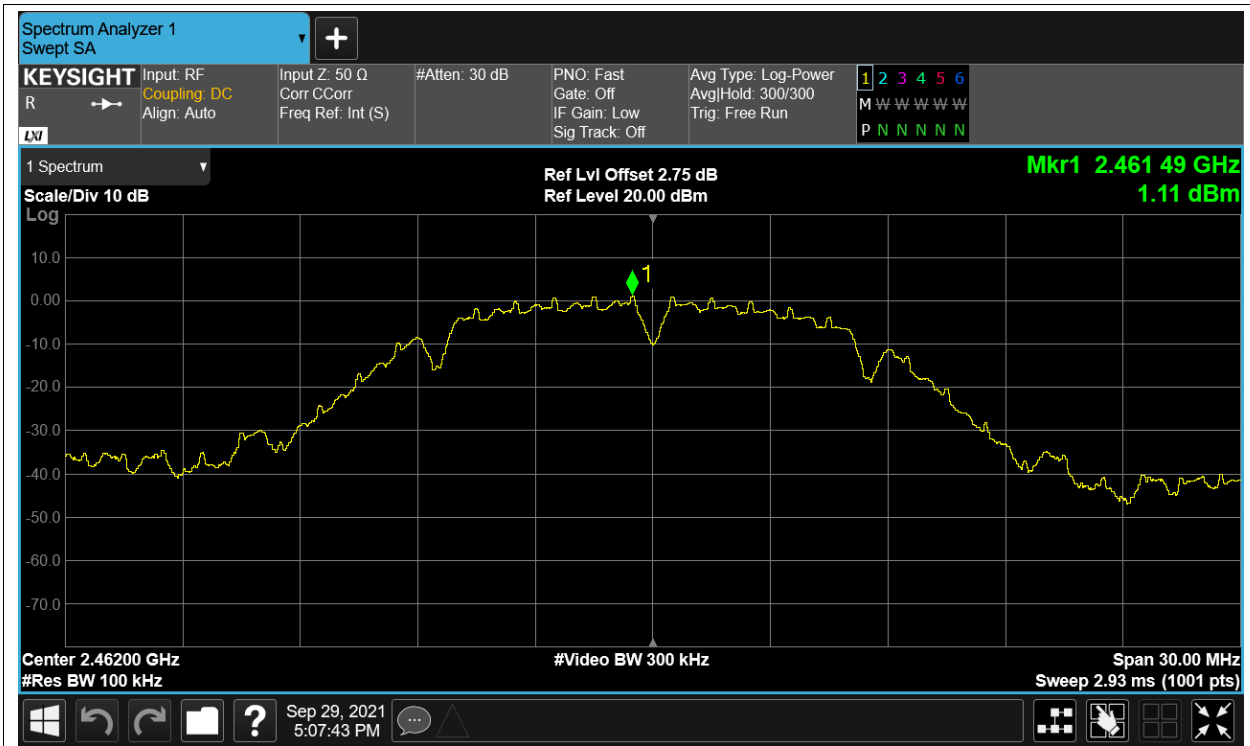 Spectrum Analyzer 1
Swept SA
KEYSIGHT
R
LXI
Input: RF
Coupling: DC
Align: Auto
Input Z: 50 Ω
Corr CCorr
Freq Ref: Int (S)
#Atten: 30 dB
PNO: Fast
Gate: Off
IF Gain: Low
Sig Track: Off
Avg Type: Log-Power
Avg|Hold: 300/300
Trig: Free Run
1 2 3 4 5 6
M W W W W W W
P N N N N N
1 Spectrum
Scale/Div 10 dB
Log
Ref Lvl Offset 2.75 dB
Ref Level 20.00 dBm
Mkr1 2.461 49 GHz
1.11 dBm
1
10.0
0.00
-10.0
-20.0
-30.0
-40.0
-50.0
-60.0
-70.0
Center 2.46200 GHz
#Res BW 100 kHz
#Video BW 300 kHz
Span 30.00 MHz
Sweep 2.93 ms (1001 pts)
?
Sep 29, 2021
5:07:43 PM